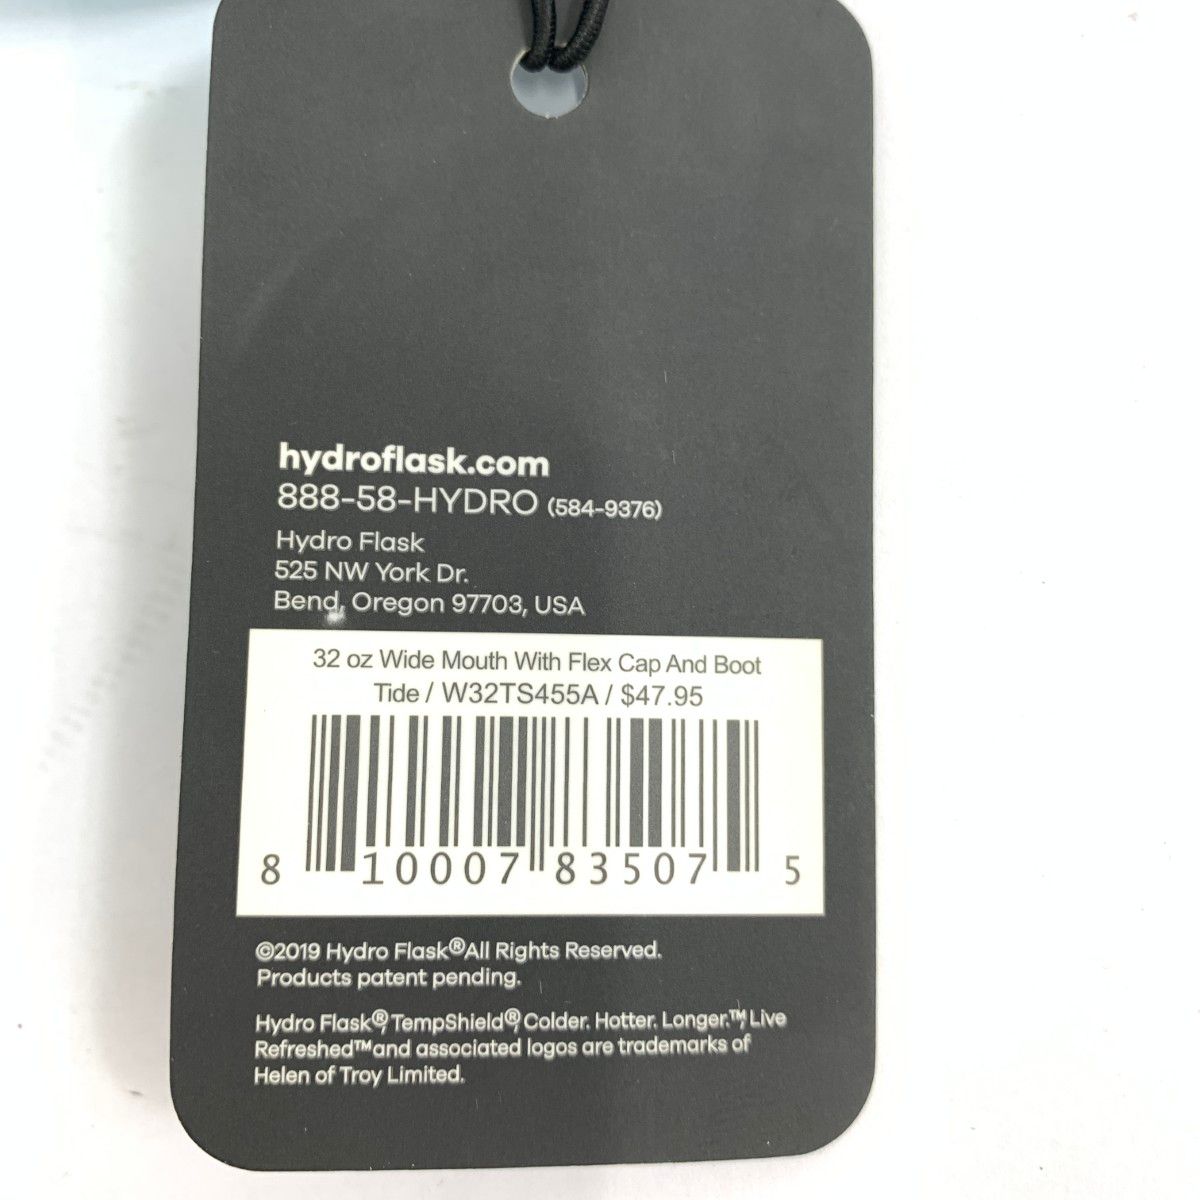 hydroflask.com
888-58-HYDRO (584-9376)
Hydro Flask
525 NW York Dr.
Bend, Oregon 97703, USA
32 oz Wide Mouth With Flex Cap And Boot
Tide / W32TS455A / $47.95
8 10007 83507 5
©2019 Hydro Flask® All Rights Reserved.
Products patent pending.
Hydro Flask®, TempShield®, Colder. Hotter. Longer.™, Live
Refreshed™ and associated logos are trademarks of
Helen of Troy Limited.